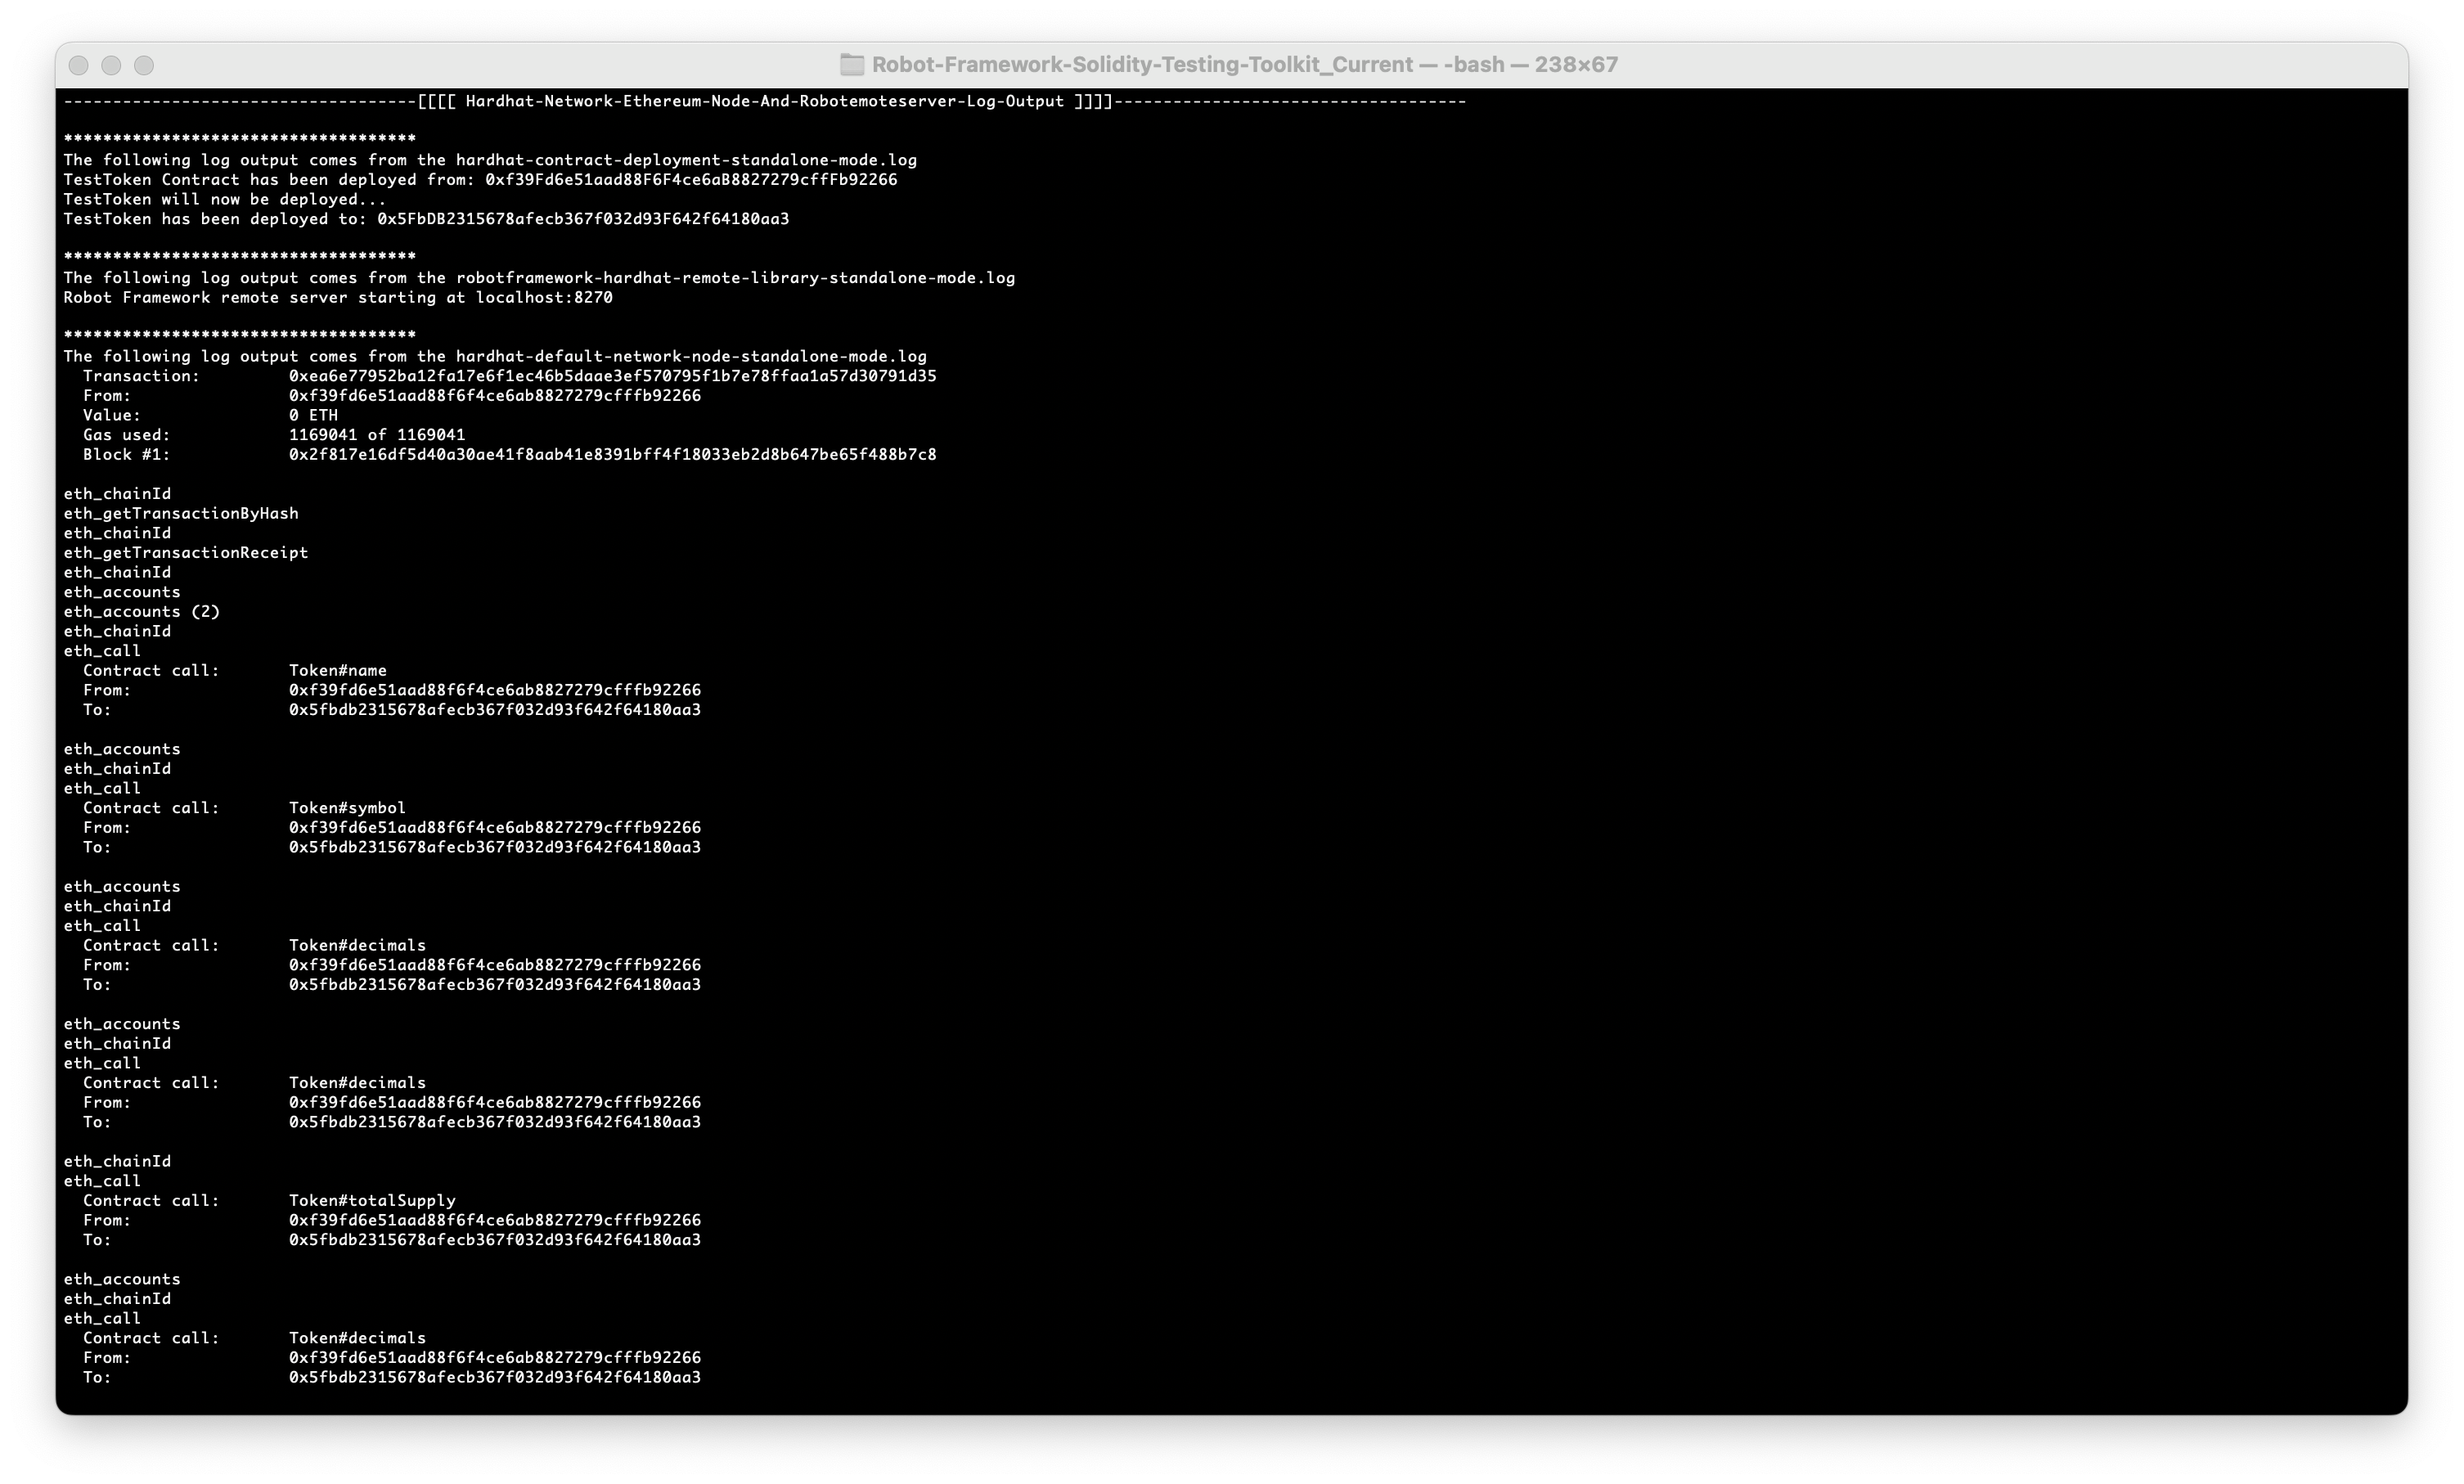 Robot-Framework-Solidity-Testing-Toolkit_Current — -bash — 238×67
------------------------------------[[[[ Hardhat-Network-Ethereum-Node-And-Robotemoteserver-Log-Output ]]]]------------------------------------
************************************
The following log output comes from the hardhat-contract-deployment-standalone-mode.log
TestToken Contract has been deployed from: 0xf39Fd6e51aad88F6F4ce6aB8827279cffFb92266
TestToken will now be deployed...
TestToken has been deployed to: 0x5FbDB2315678afecb367f032d93F642f64180aa3
************************************
The following log output comes from the robotframework-hardhat-remote-library-standalone-mode.log
Robot Framework remote server starting at localhost:8270
************************************
The following log output comes from the hardhat-default-network-node-standalone-mode.log
  Transaction:         0xea6e77952ba12fa17e6f1ec46b5daae3ef570795f1b7e78ffaa1a57d30791d35
  From:                0xf39fd6e51aad88f6f4ce6ab8827279cfffb92266
  Value:               0 ETH
  Gas used:            1169041 of 1169041
  Block #1:            0x2f817e16df5d40a30ae41f8aab41e8391bff4f18033eb2d8b647be65f488b7c8
eth_chainId
eth_getTransactionByHash
eth_chainId
eth_getTransactionReceipt
eth_chainId
eth_accounts
eth_accounts (2)
eth_chainId
eth_call
  Contract call:       Token#name
  From:                0xf39fd6e51aad88f6f4ce6ab8827279cfffb92266
  To:                  0x5fbdb2315678afecb367f032d93f642f64180aa3
eth_accounts
eth_chainId
eth_call
  Contract call:       Token#symbol
  From:                0xf39fd6e51aad88f6f4ce6ab8827279cfffb92266
  To:                  0x5fbdb2315678afecb367f032d93f642f64180aa3
eth_accounts
eth_chainId
eth_call
  Contract call:       Token#decimals
  From:                0xf39fd6e51aad88f6f4ce6ab8827279cfffb92266
  To:                  0x5fbdb2315678afecb367f032d93f642f64180aa3
eth_accounts
eth_chainId
eth_call
  Contract call:       Token#decimals
  From:                0xf39fd6e51aad88f6f4ce6ab8827279cfffb92266
  To:                  0x5fbdb2315678afecb367f032d93f642f64180aa3
eth_chainId
eth_call
  Contract call:       Token#totalSupply
  From:                0xf39fd6e51aad88f6f4ce6ab8827279cfffb92266
  To:                  0x5fbdb2315678afecb367f032d93f642f64180aa3
eth_accounts
eth_chainId
eth_call
  Contract call:       Token#decimals
  From:                0xf39fd6e51aad88f6f4ce6ab8827279cfffb92266
  To:                  0x5fbdb2315678afecb367f032d93f642f64180aa3